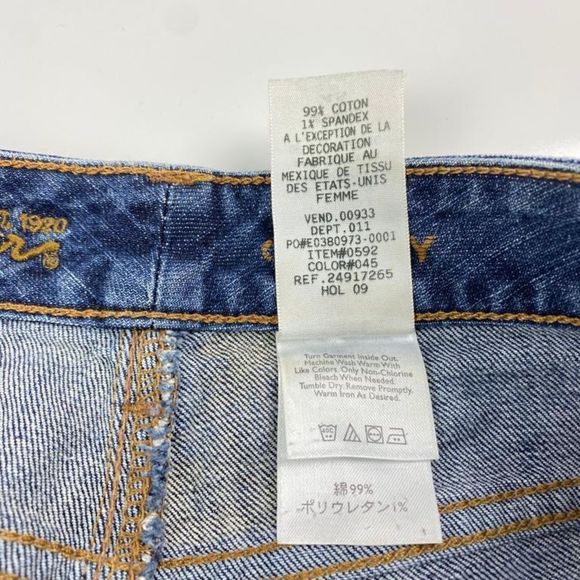 99% COTON
1% SPANDEX
A L'EXCEPTION DE LA
DECORATION
FABRIQUE AU
MEXIQUE DE TISSU
DES ETATS-UNIS
FEMME
VEND.00933
DEPT.011
PO#E0380973-0001
ITEM#0592
COLOR#045
REF.24917265
HOL 09
Turn Garment Inside Out.
Machine Wash Warm With
Like Colors. Only Non-Chlorine
Bleach When Needed.
Tumble Dry. Remove Promptly.
Warm Iron As Desired.
40C
綿99%
ポリウレタン1%
1920
Y